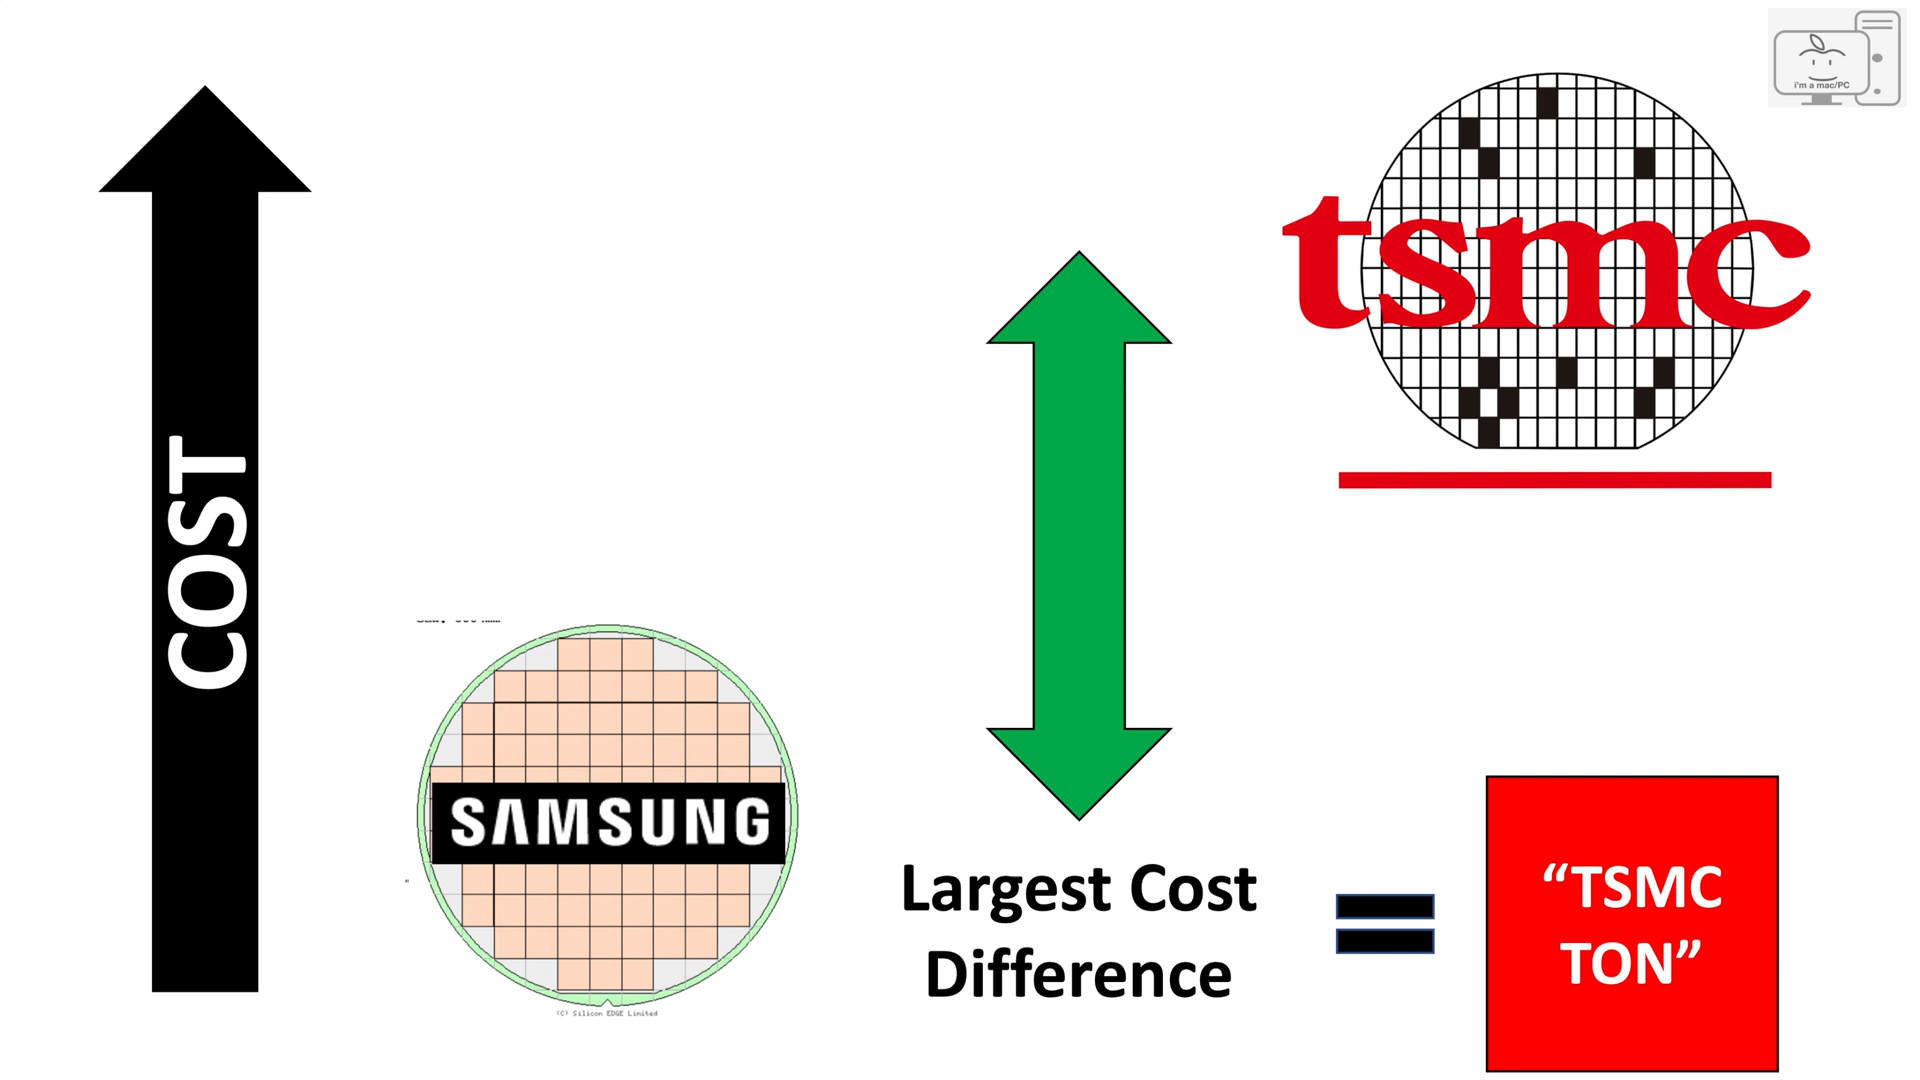 i'm a mac/PC
tsmc
COST
SAMSUNG
(C) Silicon EDGE Limited
Largest Cost
Difference
“TSMC
TON”